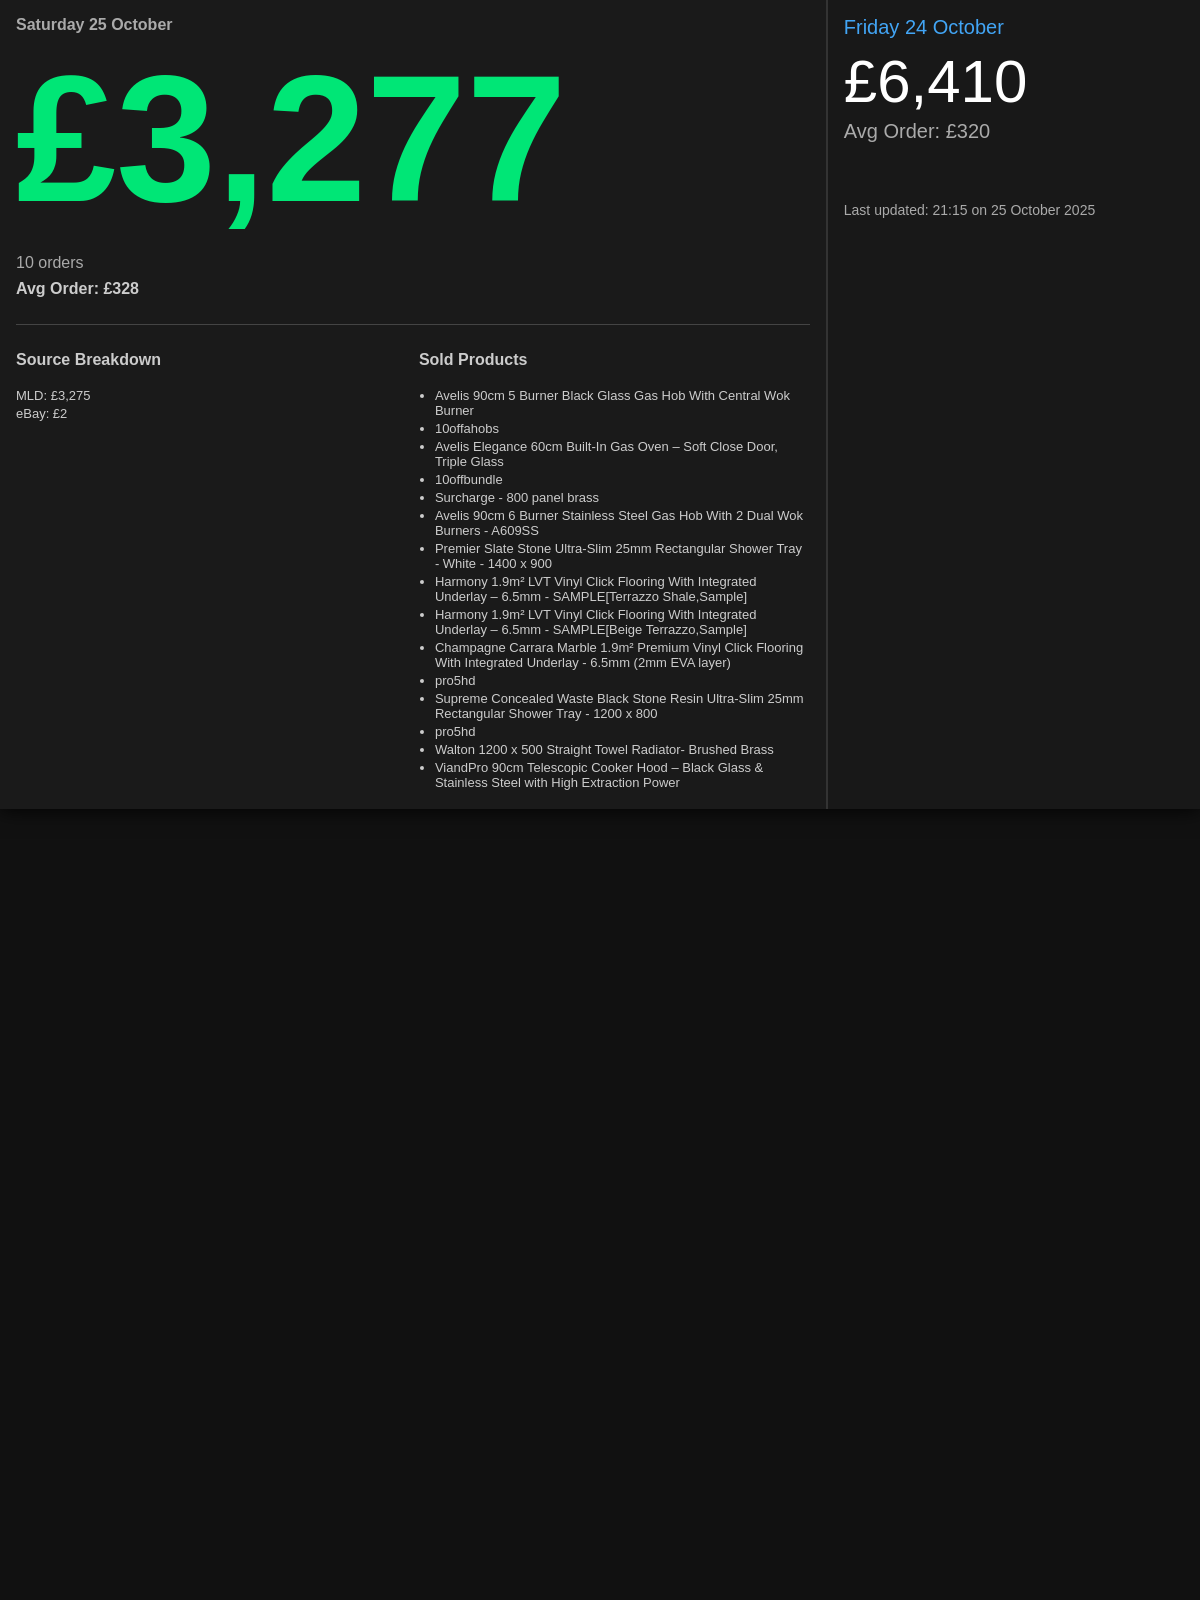 Saturday 25 October
£3,277
10 orders
Avg Order: £328
Source Breakdown
MLD: £3,275
eBay: £2
Sold Products
• Avelis 90cm 5 Burner Black Glass Gas Hob With Central Wok
Burner
• 10offahobs
• Avelis Elegance 60cm Built-In Gas Oven – Soft Close Door,
Triple Glass
• 10offbundle
• Surcharge - 800 panel brass
• Avelis 90cm 6 Burner Stainless Steel Gas Hob With 2 Dual Wok
Burners - A609SS
• Premier Slate Stone Ultra-Slim 25mm Rectangular Shower Tray
- White - 1400 x 900
• Harmony 1.9m² LVT Vinyl Click Flooring With Integrated
Underlay – 6.5mm - SAMPLE[Terrazzo Shale,Sample]
• Harmony 1.9m² LVT Vinyl Click Flooring With Integrated
Underlay – 6.5mm - SAMPLE[Beige Terrazzo,Sample]
• Champagne Carrara Marble 1.9m² Premium Vinyl Click Flooring
With Integrated Underlay - 6.5mm (2mm EVA layer)
• pro5hd
• Supreme Concealed Waste Black Stone Resin Ultra-Slim 25mm
Rectangular Shower Tray - 1200 x 800
• pro5hd
• Walton 1200 x 500 Straight Towel Radiator- Brushed Brass
• ViandPro 90cm Telescopic Cooker Hood – Black Glass &
Stainless Steel with High Extraction Power
Friday 24 October
£6,410
Avg Order: £320
Last updated: 21:15 on 25 October 2025